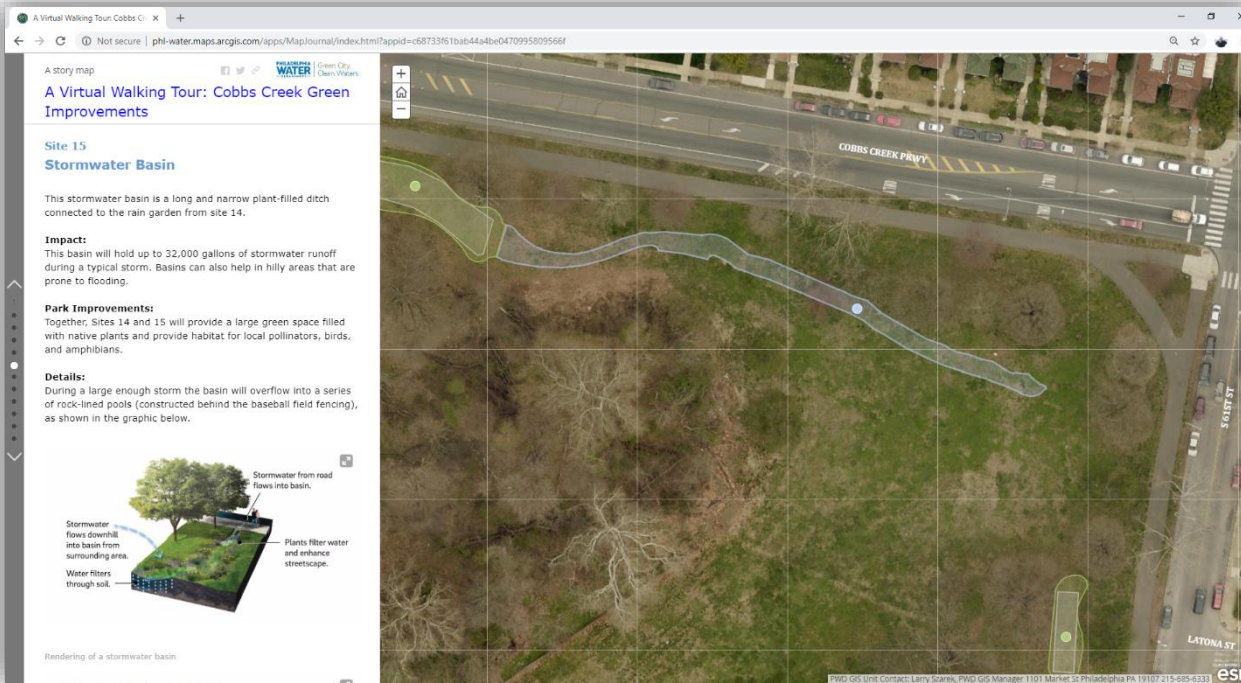 A Virtual Walking Tour: Cobbs Cr
Not secure | phl-water.maps.arcgis.com/apps/MapJournal/index.html?appid=c68733f61bab44a4be0470995809566f
A story map
PHILADELPHIA
WATER
Green City,
Clean Waters
A Virtual Walking Tour: Cobbs Creek Green
Improvements
Site 15
Stormwater Basin
This stormwater basin is a long and narrow plant-filled ditch
connected to the rain garden from site 14.
Impact:
This basin will hold up to 32,000 gallons of stormwater runoff
during a typical storm. Basins can also help in hilly areas that are
prone to flooding.
Park Improvements:
Together, Sites 14 and 15 will provide a large green space filled
with native plants and provide habitat for local pollinators, birds,
and amphibians.
Details:
During a large enough storm the basin will overflow into a series
of rock-lined pools (constructed behind the baseball field fencing),
as shown in the graphic below.
Stormwater from road
flows into basin.
Stormwater
flows downhill
into basin from
surrounding area.
Plants filter water
and enhance
streetscape.
Water filters
through soil.
Rendering of a stormwater basin
COBBS CREEK PKWY
S 61ST ST
LATONA ST
esri
PWD GIS Unit Contact: Larry Szarek, PWD GIS Manager 1101 Market St Philadelphia PA 19107 215-685-6333